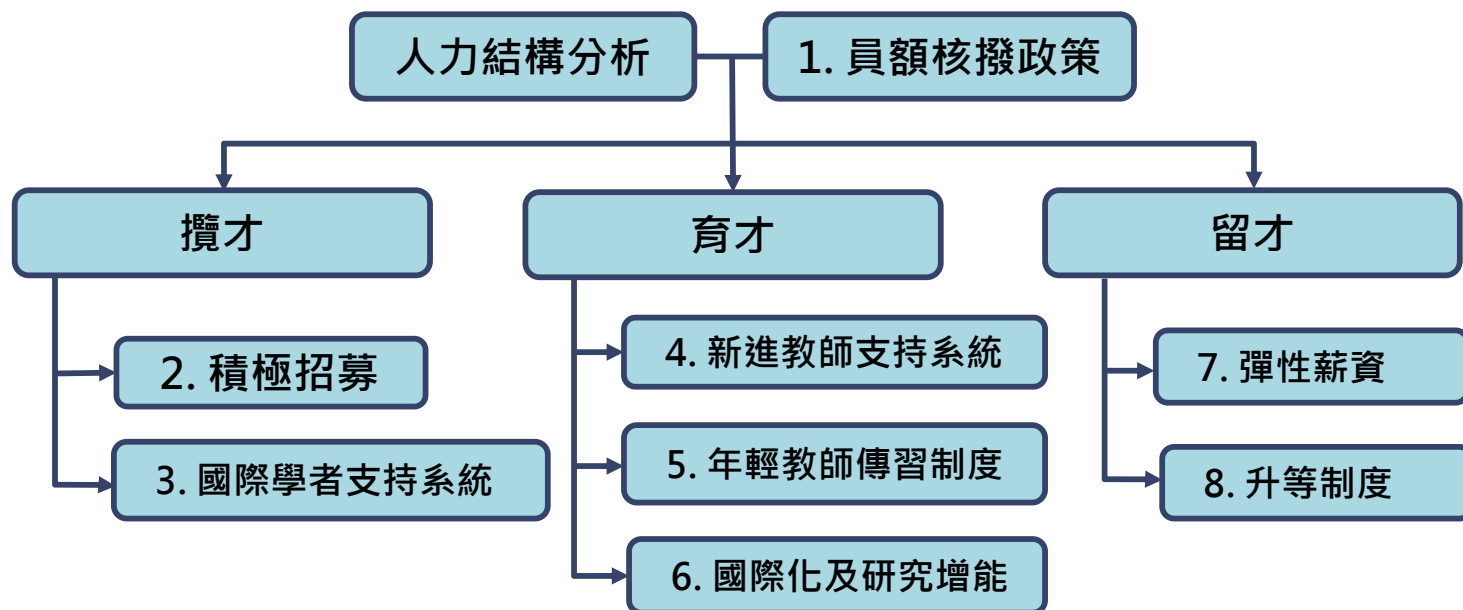 人力結構分析
1. 員額核撥政策
攬才
育才
留才
2. 積極招募
3. 國際學者支持系統
4. 新進教師支持系統
5. 年輕教師傳習制度
6. 國際化及研究增能
7. 彈性薪資
8. 升等制度